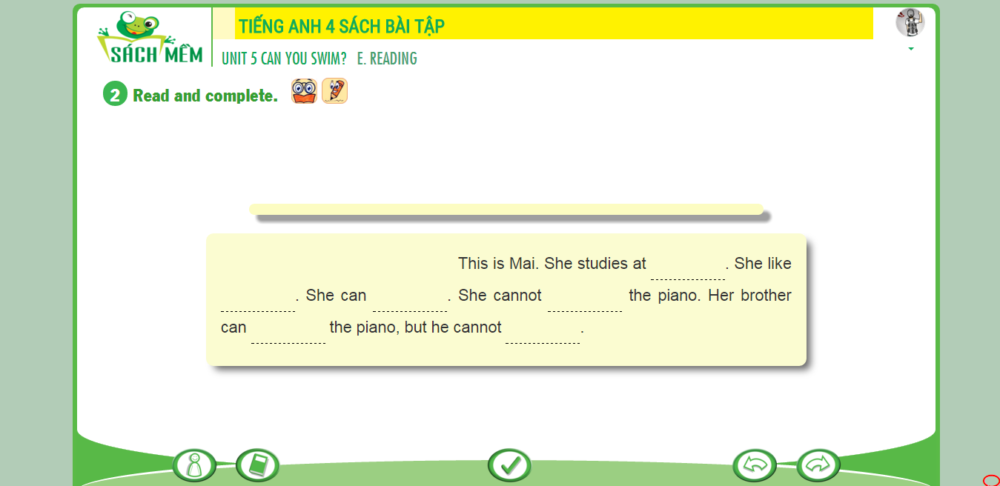 SÁCH MỀM
TIẾNG ANH 4 SÁCH BÀI TẬP
UNIT 5 CAN YOU SWIM? E. READING
2 Read and complete.
This is Mai. She studies at . She like
. She can . She cannot the piano. Her brother
can the piano, but he cannot .